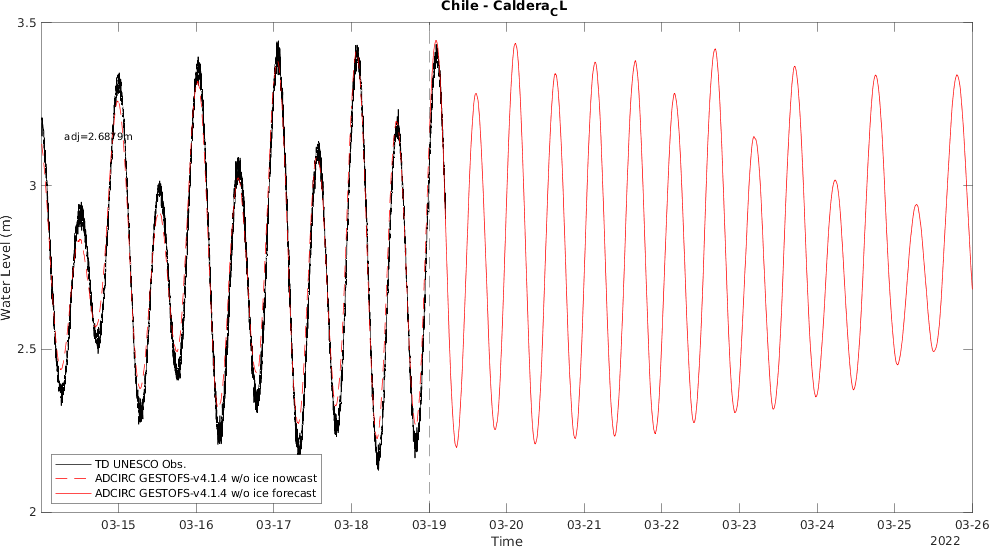 Chile - Caldera_CL
3.5
adj=2.6879m
3
Water Level (m)
2.5
TD UNESCO Obs.
ADCIRC GESTOFS-v4.1.4 w/o ice nowcast
ADCIRC GESTOFS-v4.1.4 w/o ice forecast
2
03-15 03-16 03-17 03-18 03-19 03-20 03-21 03-22 03-23 03-24 03-25 03-26
Time
2022